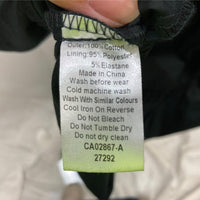 Outer: 100% Cotton
Lining: 95% Polyester
5% Elastane
Made in China
Wash before wear
Cold machine wash
Wash With Similar Colours
Cool Iron On Reverse
Do Not Bleach
Do Not Tumble Dry
Do not dry clean
CA02867-A
27292